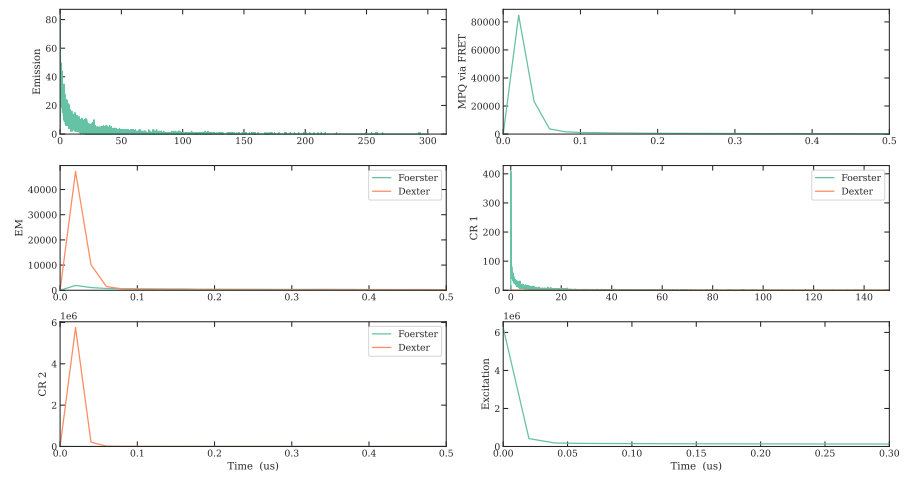 Emission
80
60
40
20
0
0 50 100 150 200 250 300
MPQ via FRET
80000
60000
40000
20000
0
0.0 0.1 0.2 0.3 0.4 0.5
EM
40000
30000
20000
10000
0
0.0 0.1 0.2 0.3 0.4 0.5
Foerster
Dexter
CR 1
400
300
200
100
0
0 20 40 60 80 100 120 140
Foerster
Dexter
1e6
CR 2
6
4
2
0
0.0 0.1 0.2 0.3 0.4 0.5
Time (us)
Foerster
Dexter
1e6
Excitation
6
4
2
0
0.00 0.05 0.10 0.15 0.20 0.25 0.30
Time (us)